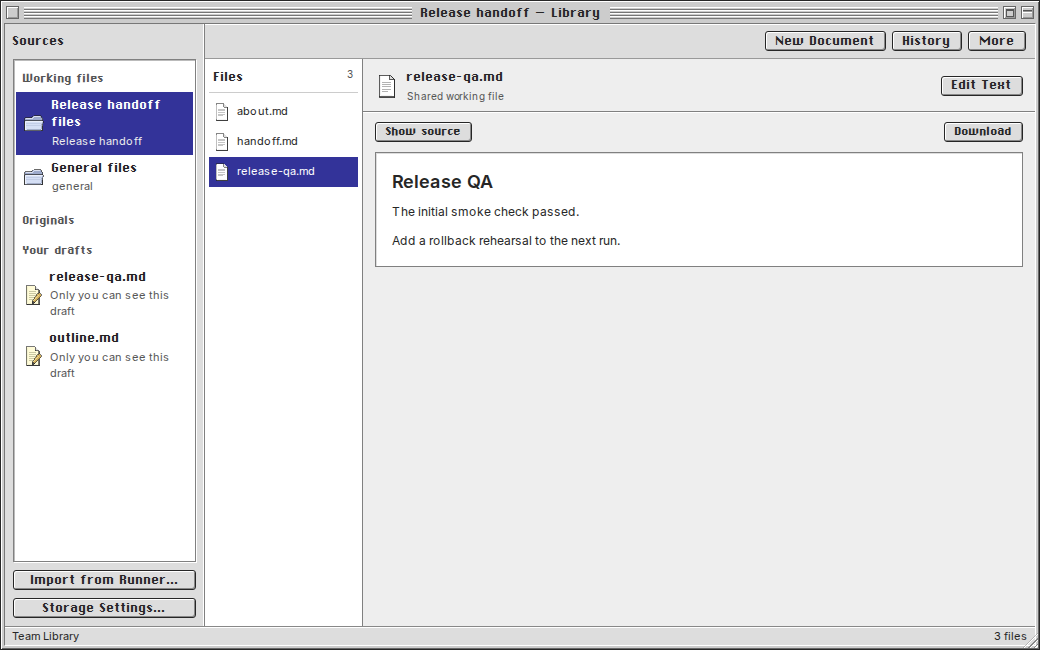 Release handoff – Library
Sources
New Document
History
More
Working files
Release handoff
files
Release handoff
General files
general
Originals
Your drafts
release-qa.md
Only you can see this
draft
outline.md
Only you can see this
draft
Import from Runner...
Storage Settings...
Files
3
about.md
handoff.md
release-qa.md
release-qa.md
Shared working file
Edit Text
Show source
Download
Release QA
The initial smoke check passed.
Add a rollback rehearsal to the next run.
Team Library
3 files